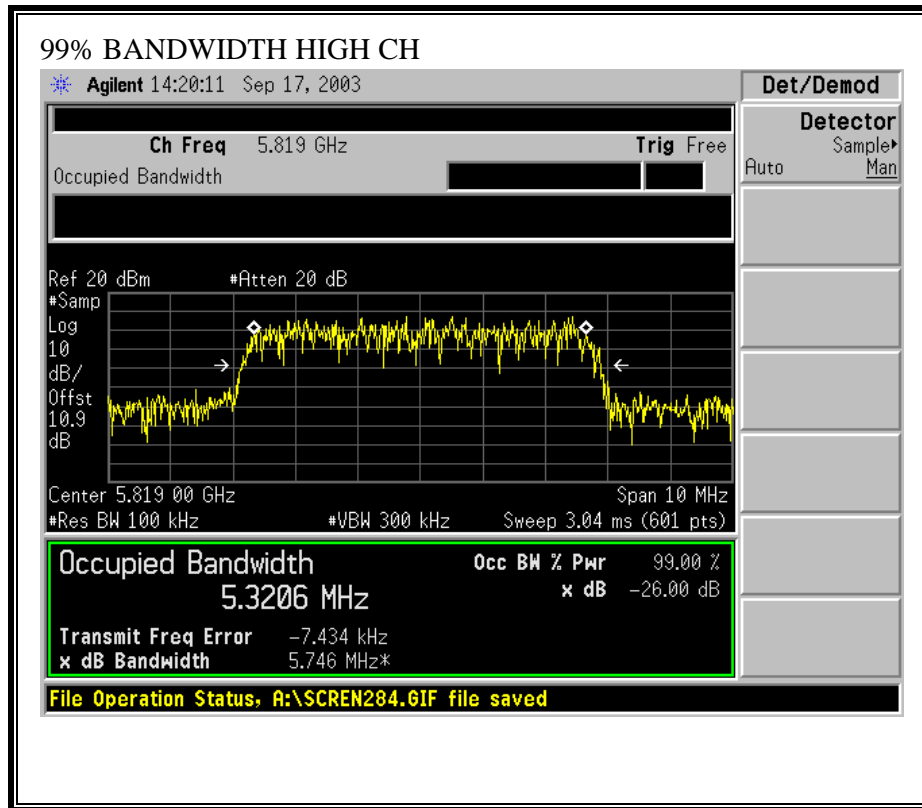 99% BANDWIDTH HIGH CH
Agilent 14:20:11 Sep 17, 2003
Det/Demod
Ch Freq 5.819 GHz Trig Free
Occupied Bandwidth
Detector
Sample
Auto Man
Ref 20 dBm #Atten 20 dB
#Samp
Log
10
dB/
Offst
10.9
dB
Center 5.819 00 GHz Span 10 MHz
#Res BW 100 kHz #VBW 300 kHz Sweep 3.04 ms (601 pts)
Occupied Bandwidth
5.3206 MHz
Occ BW % Pwr 99.00 %
x dB -26.00 dB
Transmit Freq Error -7.434 kHz
x dB Bandwidth 5.746 MHz*
File Operation Status, A:\SCREN284.GIF file saved